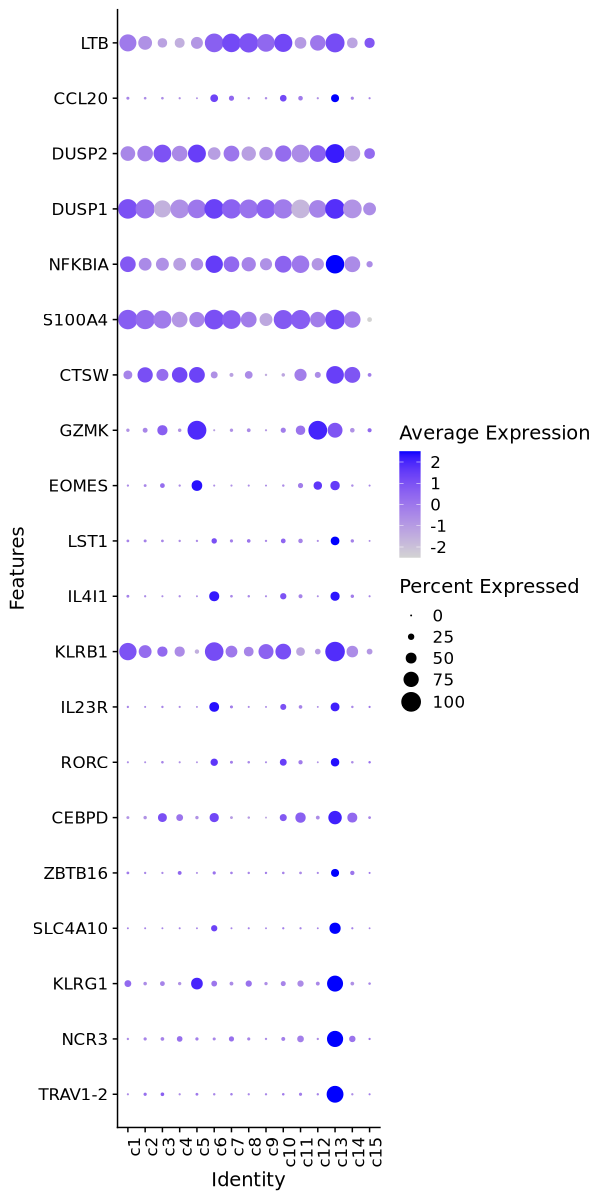 LTB
CCL20
DUSP2
DUSP1
NFKBIA
S100A4
CTSW
GZMK
EOMES
LST1
IL4I1
KLRB1
IL23R
RORC
CEBPD
ZBTB16
SLC4A10
KLRG1
NCR3
TRAV1-2
Features
c1 c2 c3 c4 c5 c6 c7 c8 c9 c10 c11 c12 c13 c14 c15
Identity
Average Expression
2
1
0
-1
-2
Percent Expressed
0
25
50
75
100